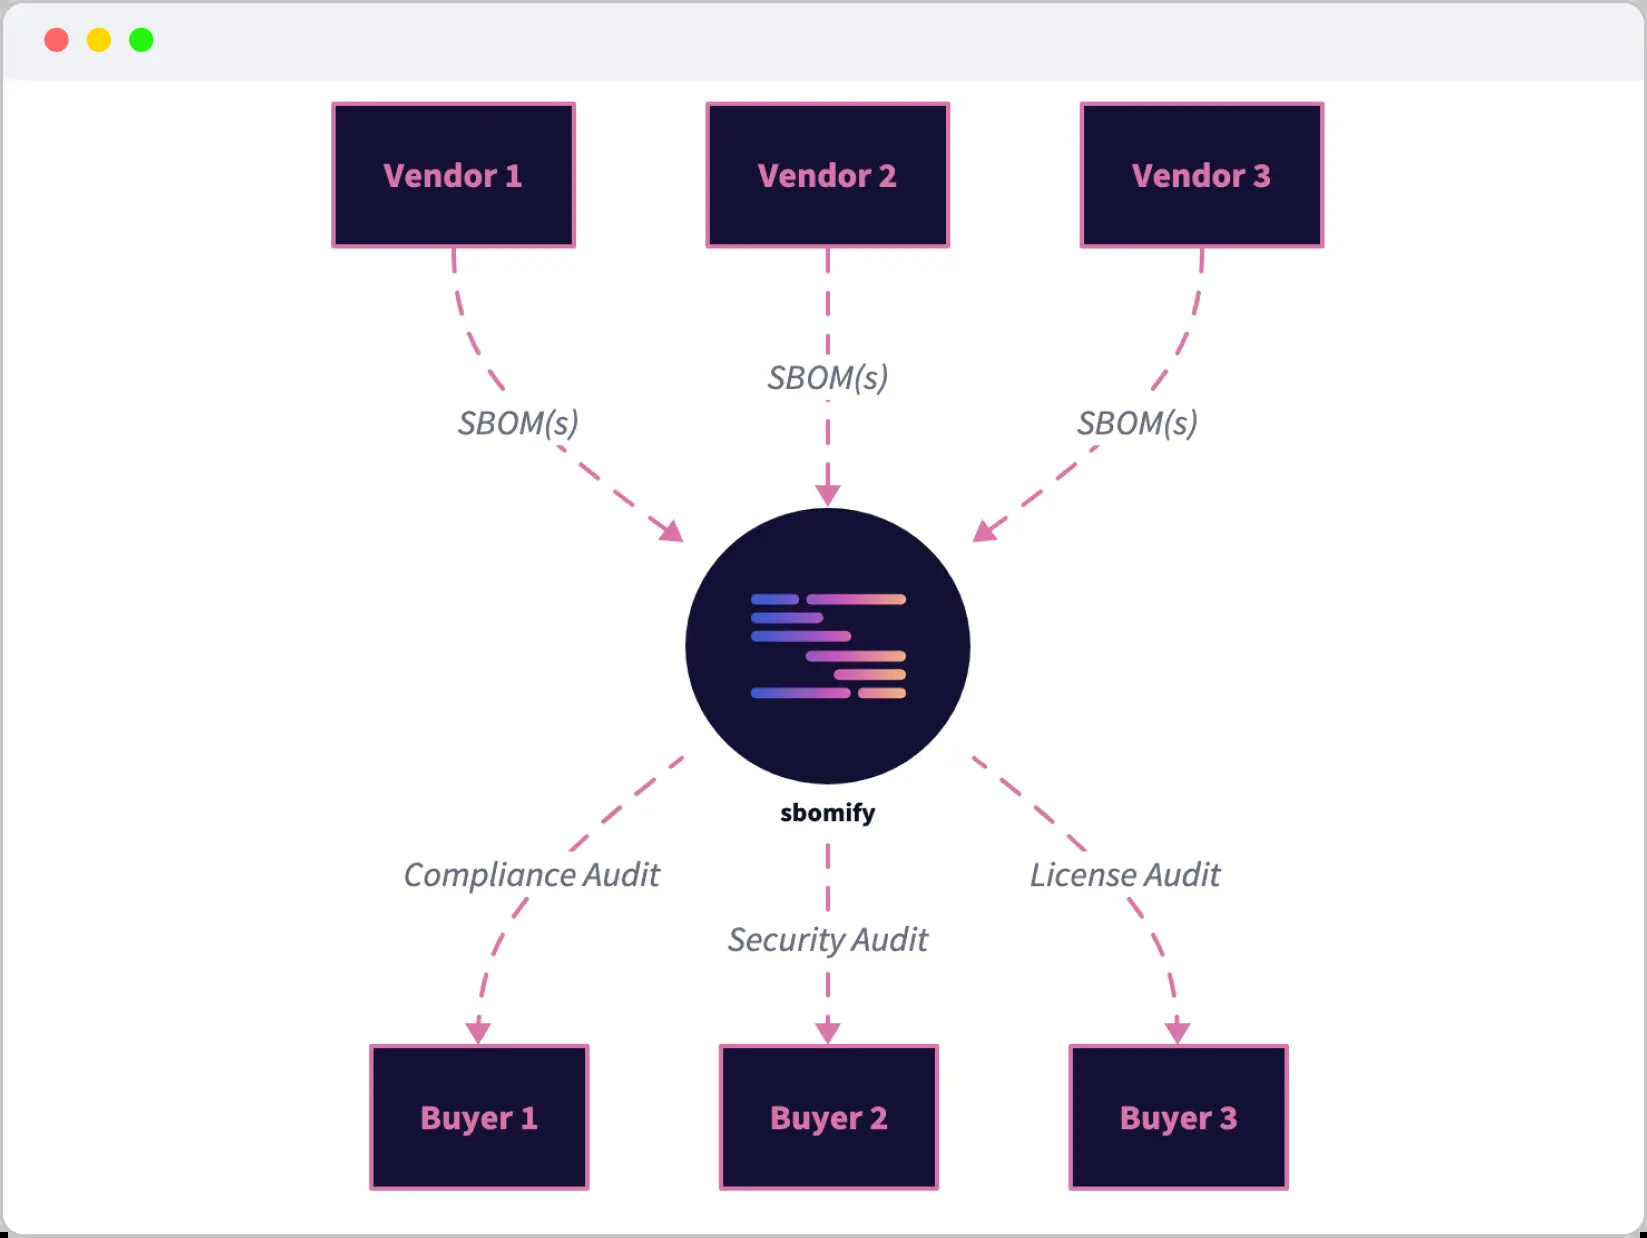 Vendor 1
Vendor 2
Vendor 3
SBOM(s)
SBOM(s)
SBOM(s)
sbomify
Compliance Audit
License Audit
Security Audit
Buyer 1
Buyer 2
Buyer 3